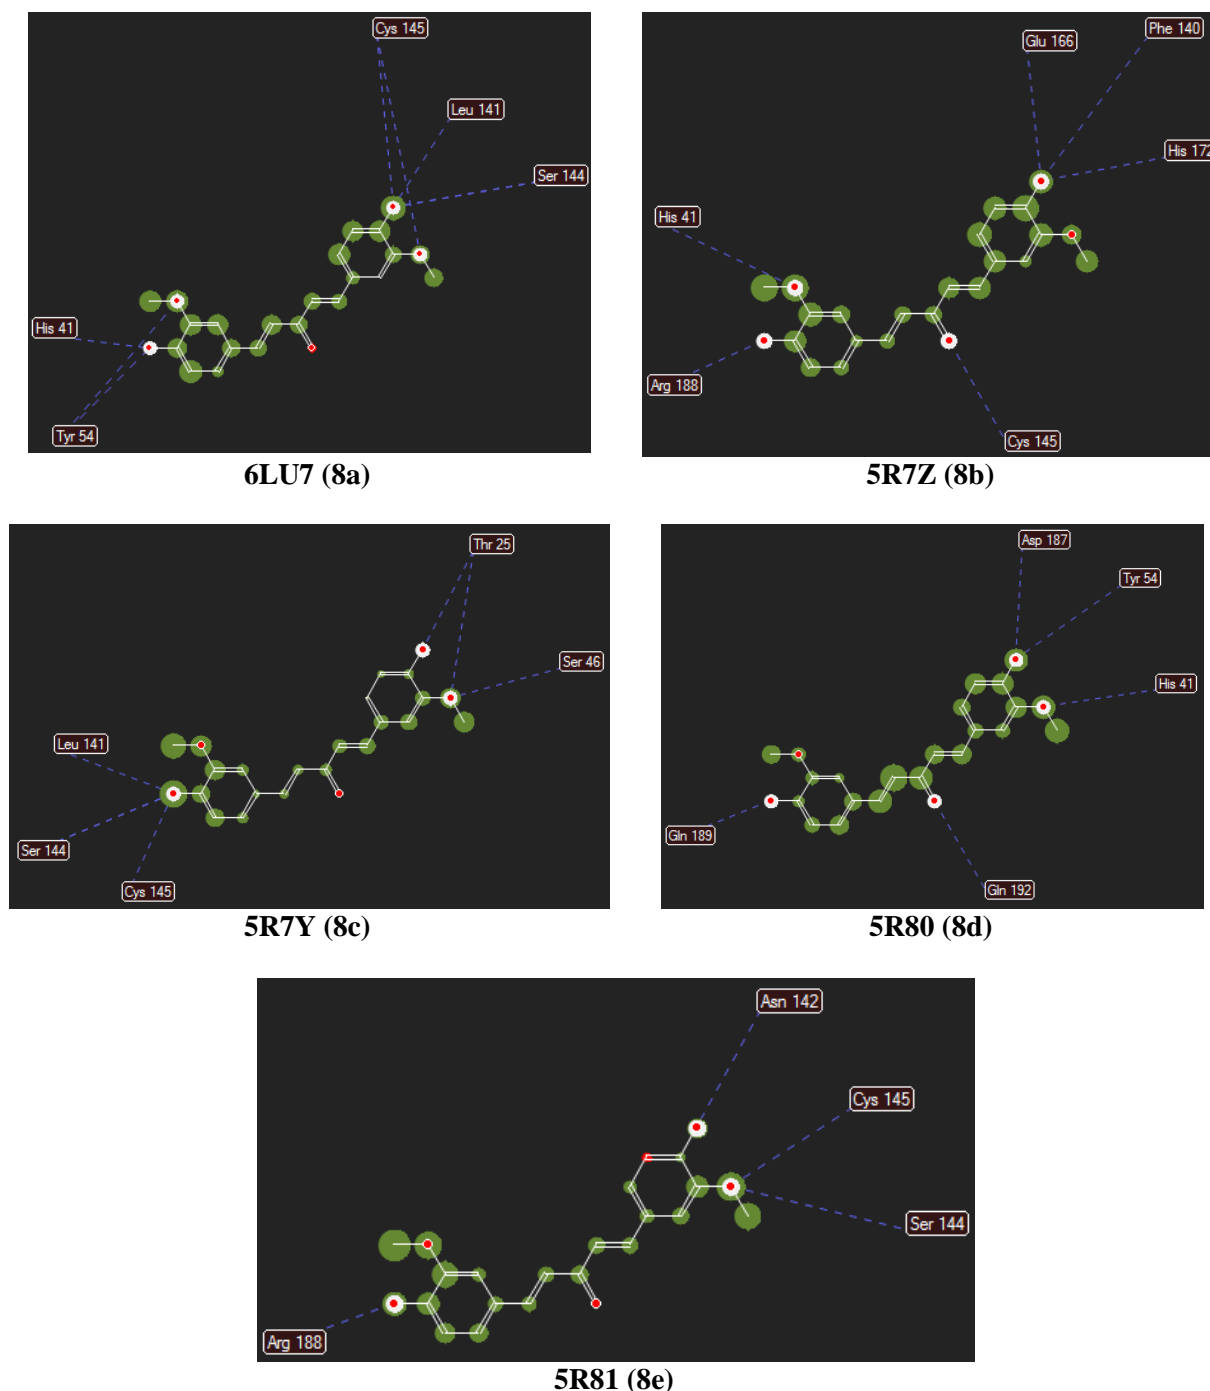 Cys 145
Leu 141
Ser 144
His 41
Tyr 54
6LU7 (8a)
Phe 140
Glu 166
His 172
His 41
Arg 188
Cys 145
5R7Z (8b)
Thr 25
Ser 46
Leu 141
Ser 144
Cys 145
5R7Y (8c)
Asp 187
Tyr 54
His 41
Gln 189
Gln 192
5R80 (8d)
Asn 142
Cys 145
Ser 144
Arg 188
5R81 (8e)